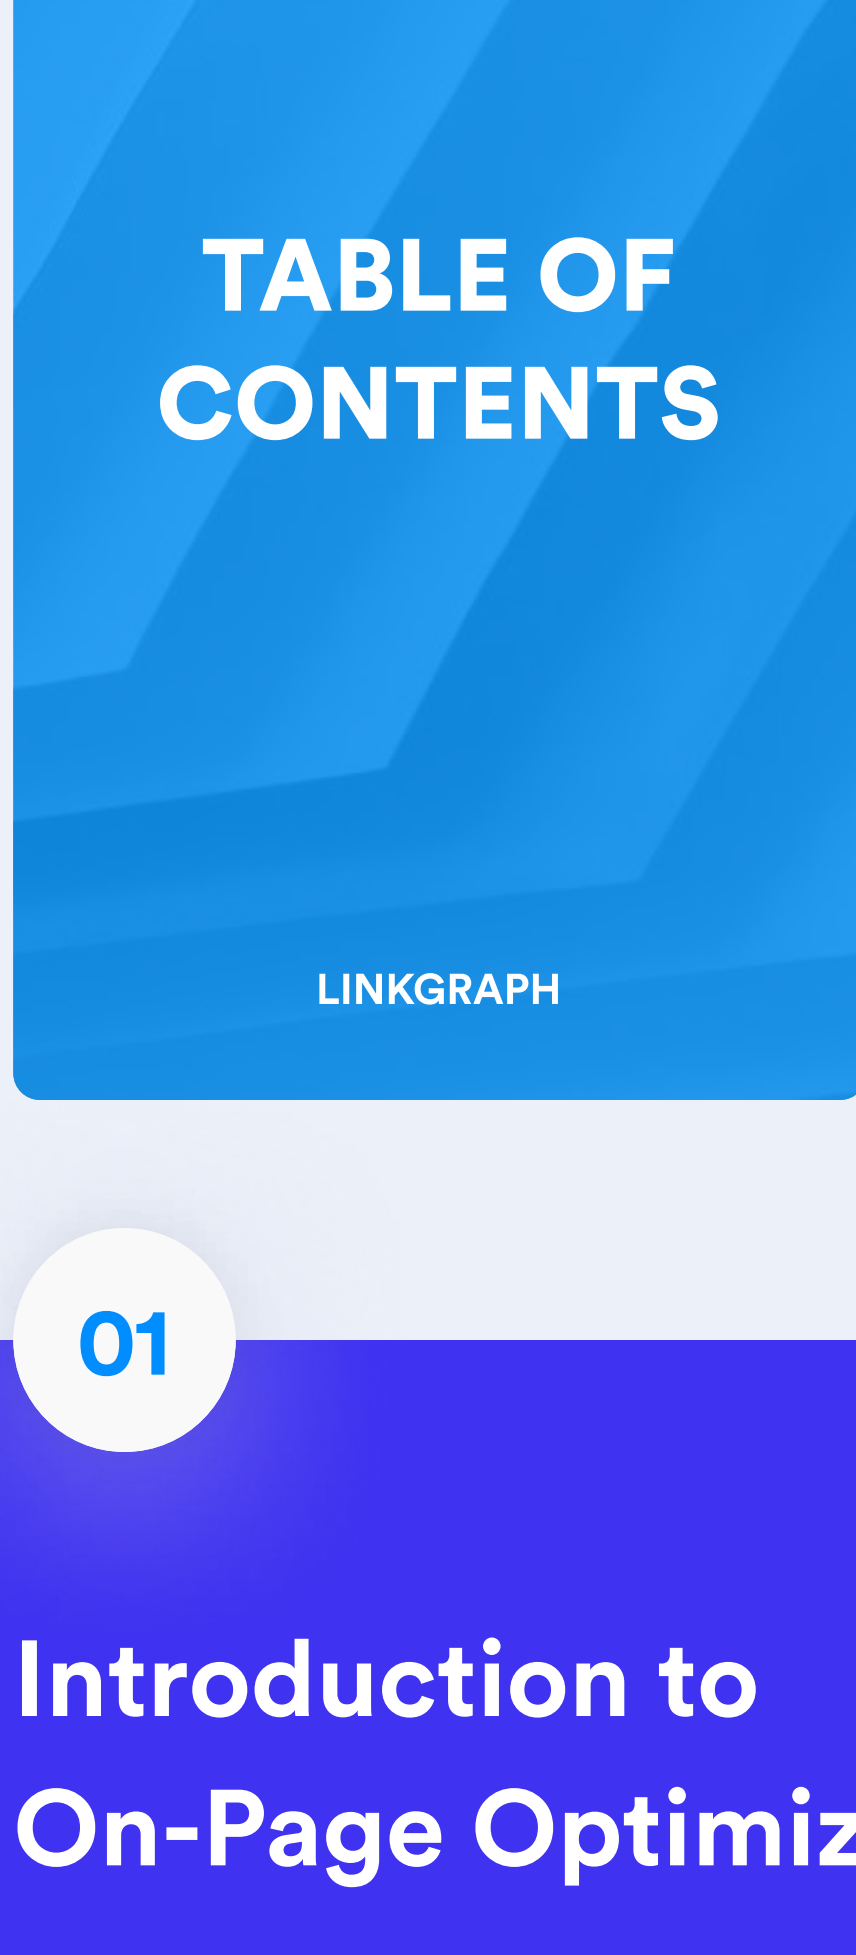 TABLE OF
CONTENTS
LINKGRAPH
01
Introduction to
On-Page Optimiz